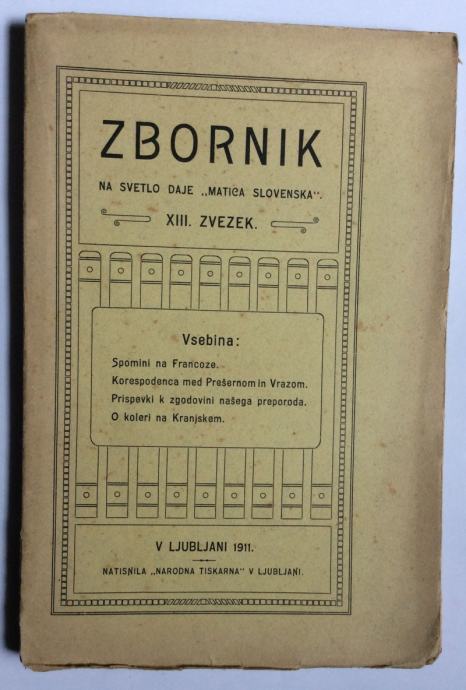 ZBORNIK
NA SVETLO DAJE „MATICA SLOVENSKA“.
XIII. ZVEZEK.
Vsebina:
Spomini na Francoze.
Korespodenca med Prešernom in Vrazom.
Prispevki k zgodovini našega preporoda.
O koleri na Kranjskem.
V LJUBLJANI 1911.
NATISNILA „NARODNA TISKARNA“ V LJUBLJANI.